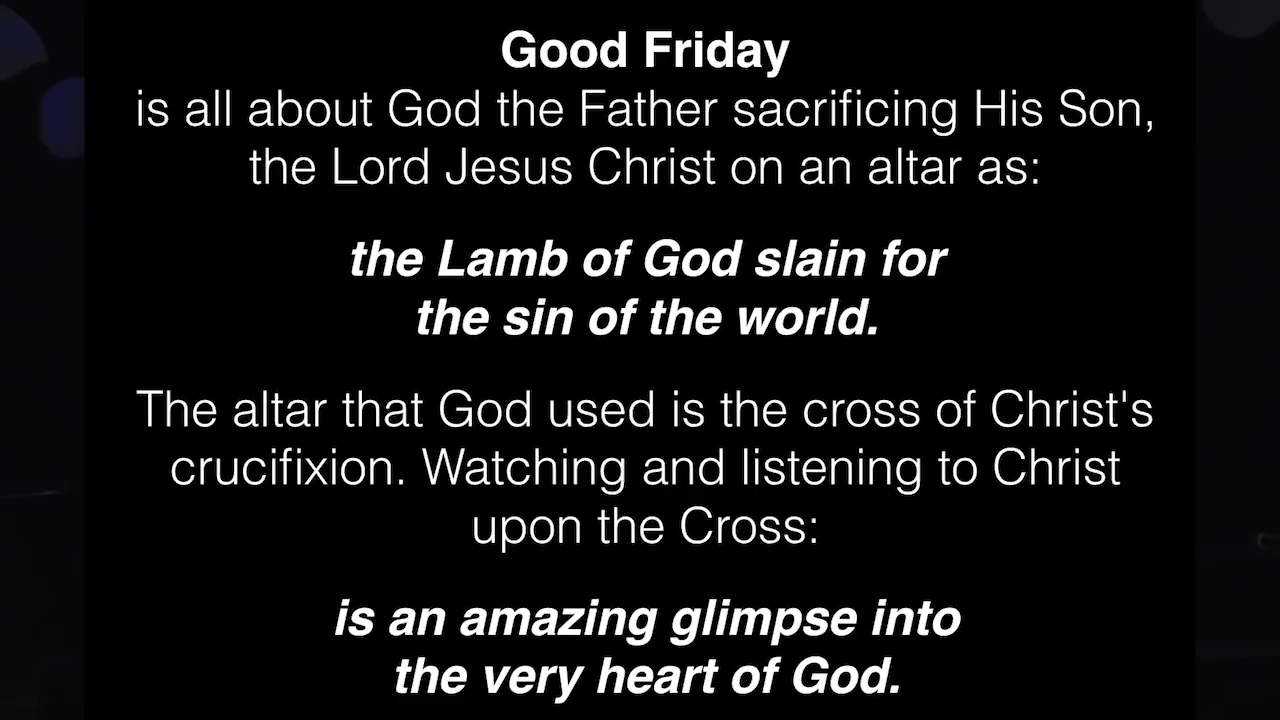 Good Friday
is all about God the Father sacrificing His Son,
the Lord Jesus Christ on an altar as:
the Lamb of God slain for
the sin of the world.
The altar that God used is the cross of Christ's
crucifixion. Watching and listening to Christ
upon the Cross:
is an amazing glimpse into
the very heart of God.